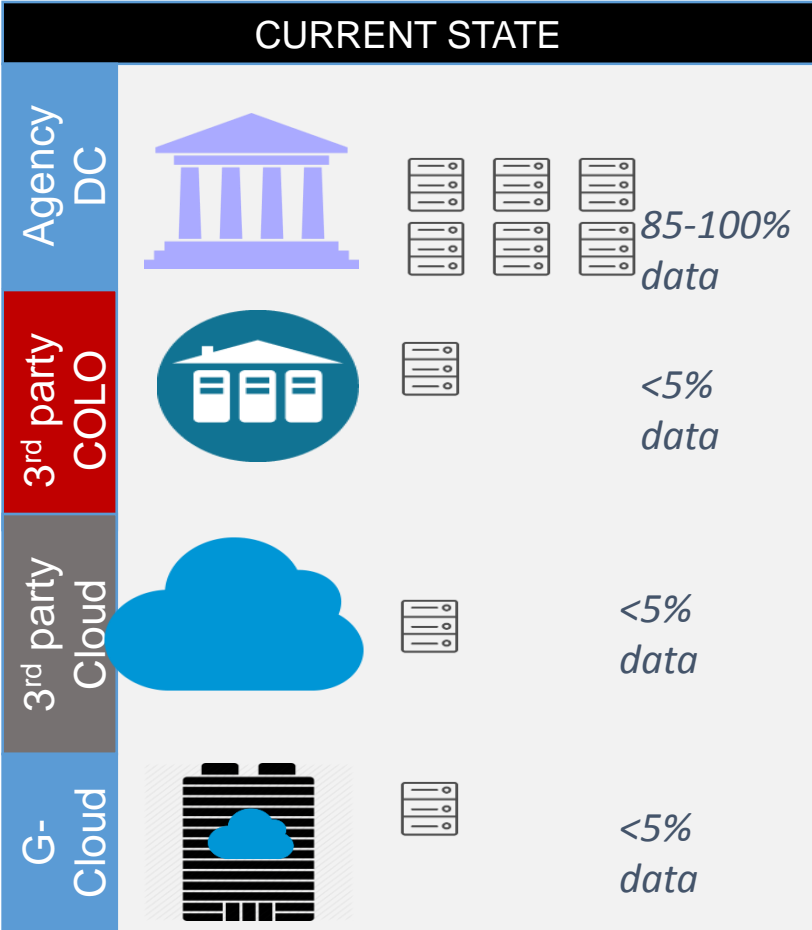 CURRENT STATE
Agency
DC
85-100%
data
3rd party
COLO
<5%
data
3rd party
Cloud
<5%
data
G-
Cloud
<5%
data